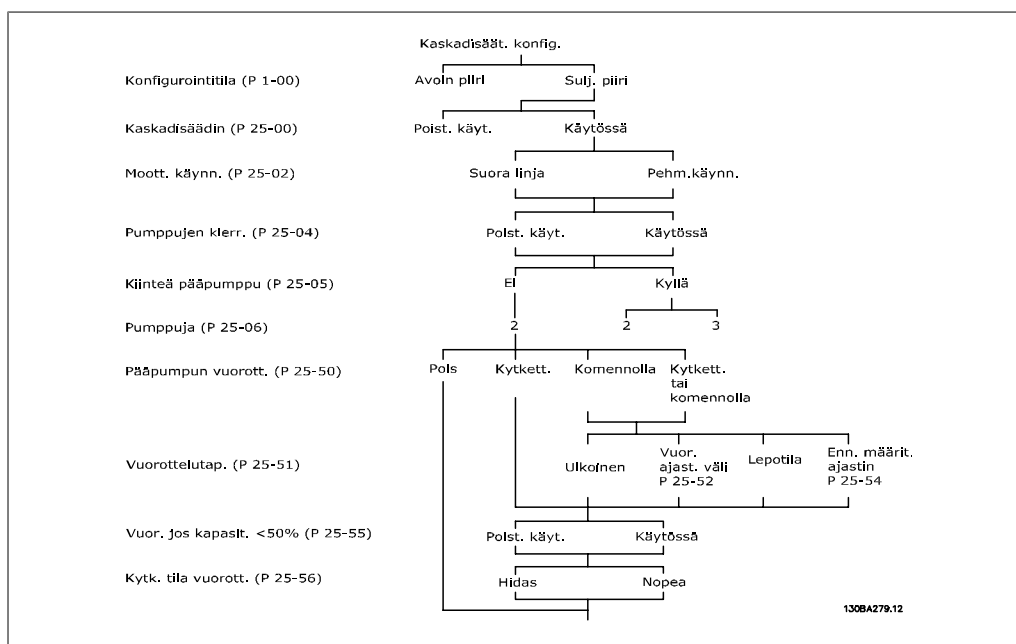 Kaskadisäät. konfig.
Konfigurointitila (P 1-00) Avoin piiri Sulj. piiri
Kaskadisäädin (P 25-00) Poist. käyt. Käytössä
Moott. käynn. (P 25-02) Suora linja Pehm.käynn.
Pumppujen kierr. (P 25-04) Poist. käyt. Käytössä
Kiinteä pääpumppu (P 25-05) Ei Kyllä
Pumppuja (P 25-06) 2 2 3
Pääpumpun vuorott. (P 25-50) Pois Kytkett. Komennolla Kytkett.
tai
komennolla
Vuorottelutap. (P 25-51) Ulkoinen Vuor. ajast. väli P 25-52 Lepotila Enn. määrit. ajastin P 25-54
Vuor. jos kapasit. <50% (P 25-55) Poist. käyt. Käytössä
Kytk. tila vuorott. (P 25-56) Hidas Nopea
130BA279.12